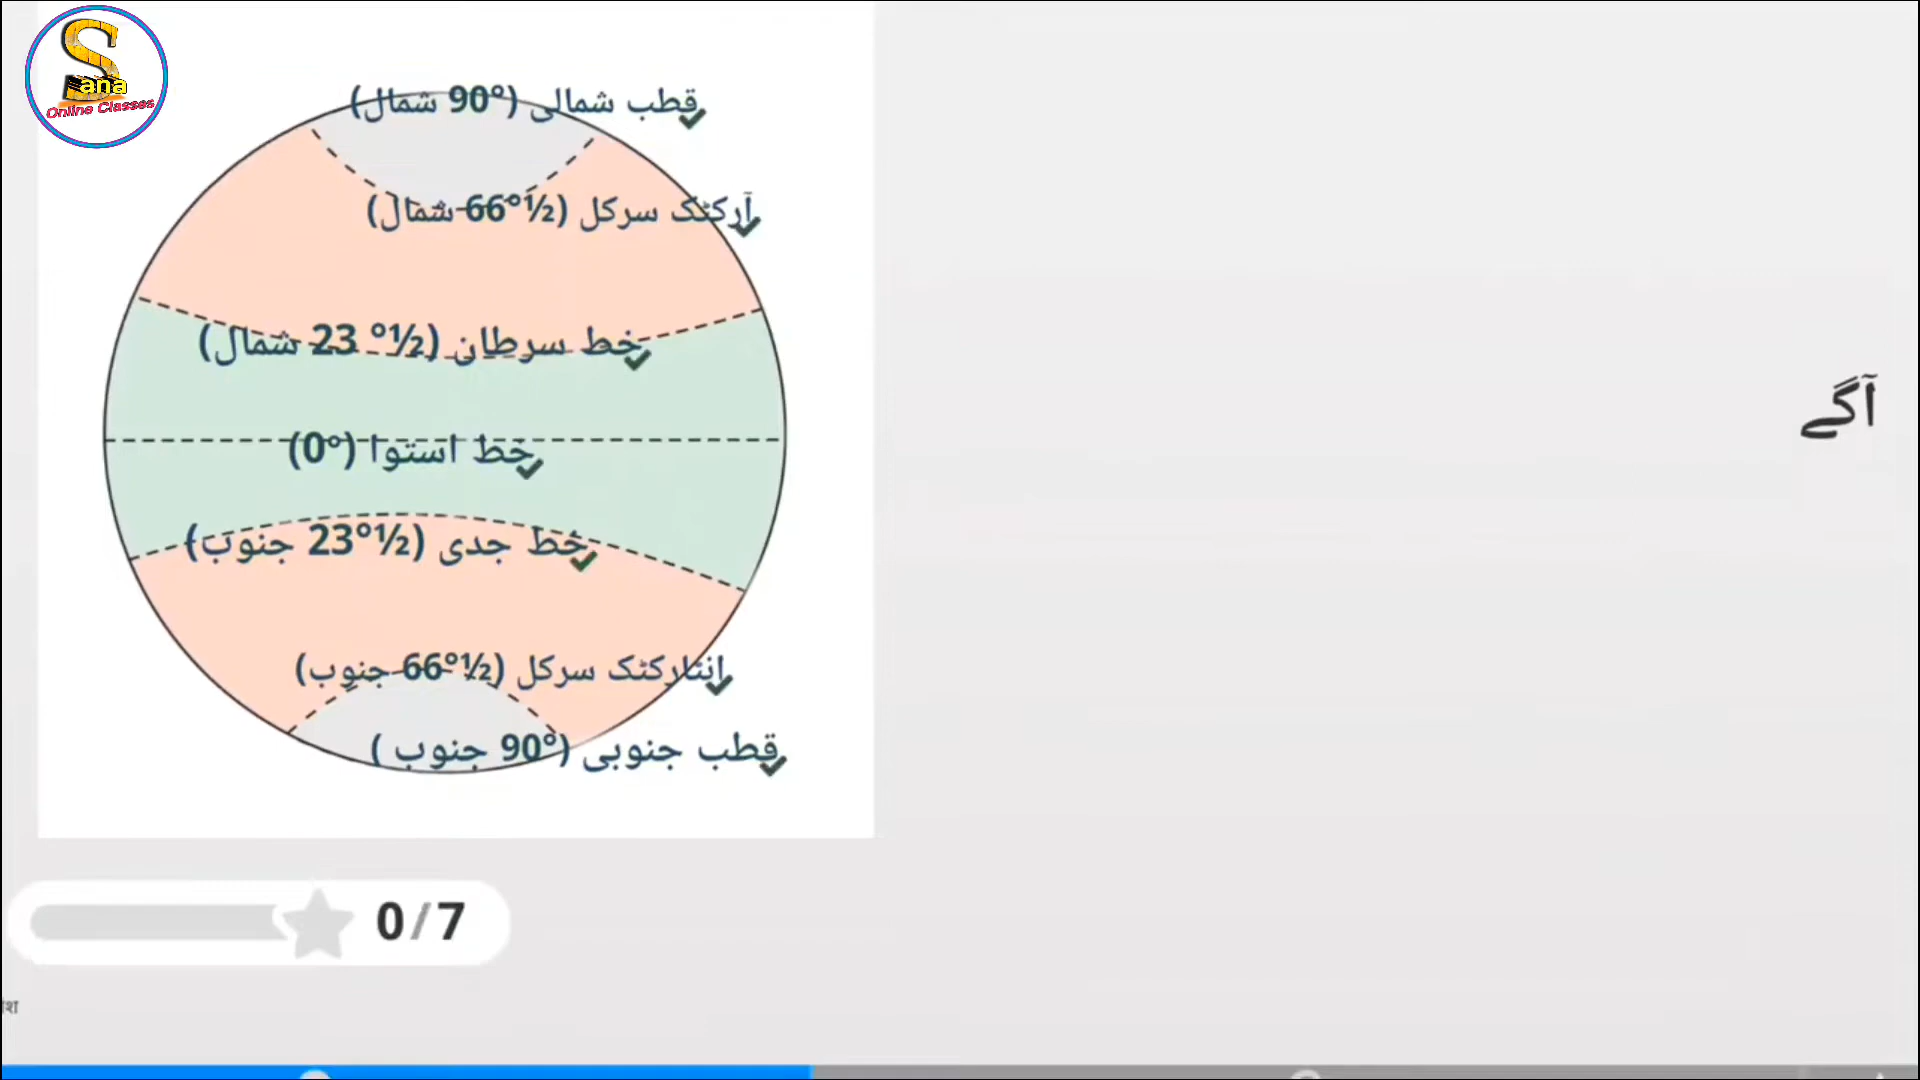 Sana
Online Classes
قطب شمالی (90° شمال)
آرکٹک سرکل (66°½ شمال)
خط سرطان (23 °½ شمال)
خط استوا (0°)
خط جدی (23°½ جنوب)
انٹارکٹک سرکل (66°½ جنوب)
قطب جنوبی (90° جنوب )
آگے
0/7